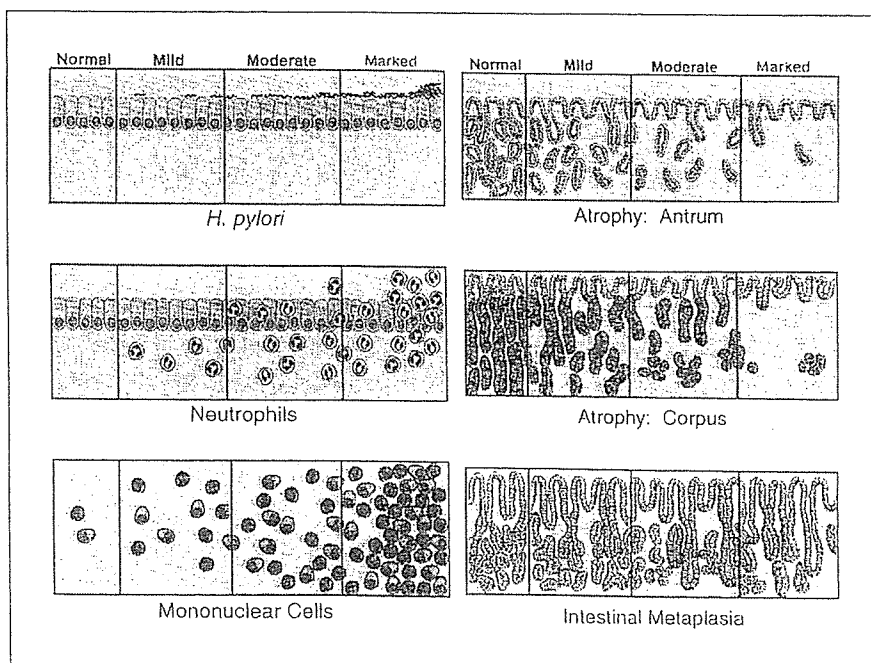 Normal Mild Moderate Marked
H. pylori
Neutrophils
Mononuclear Cells
Normal Mild Moderate Marked
Atrophy: Antrum
Atrophy: Corpus
Intestinal Metaplasia